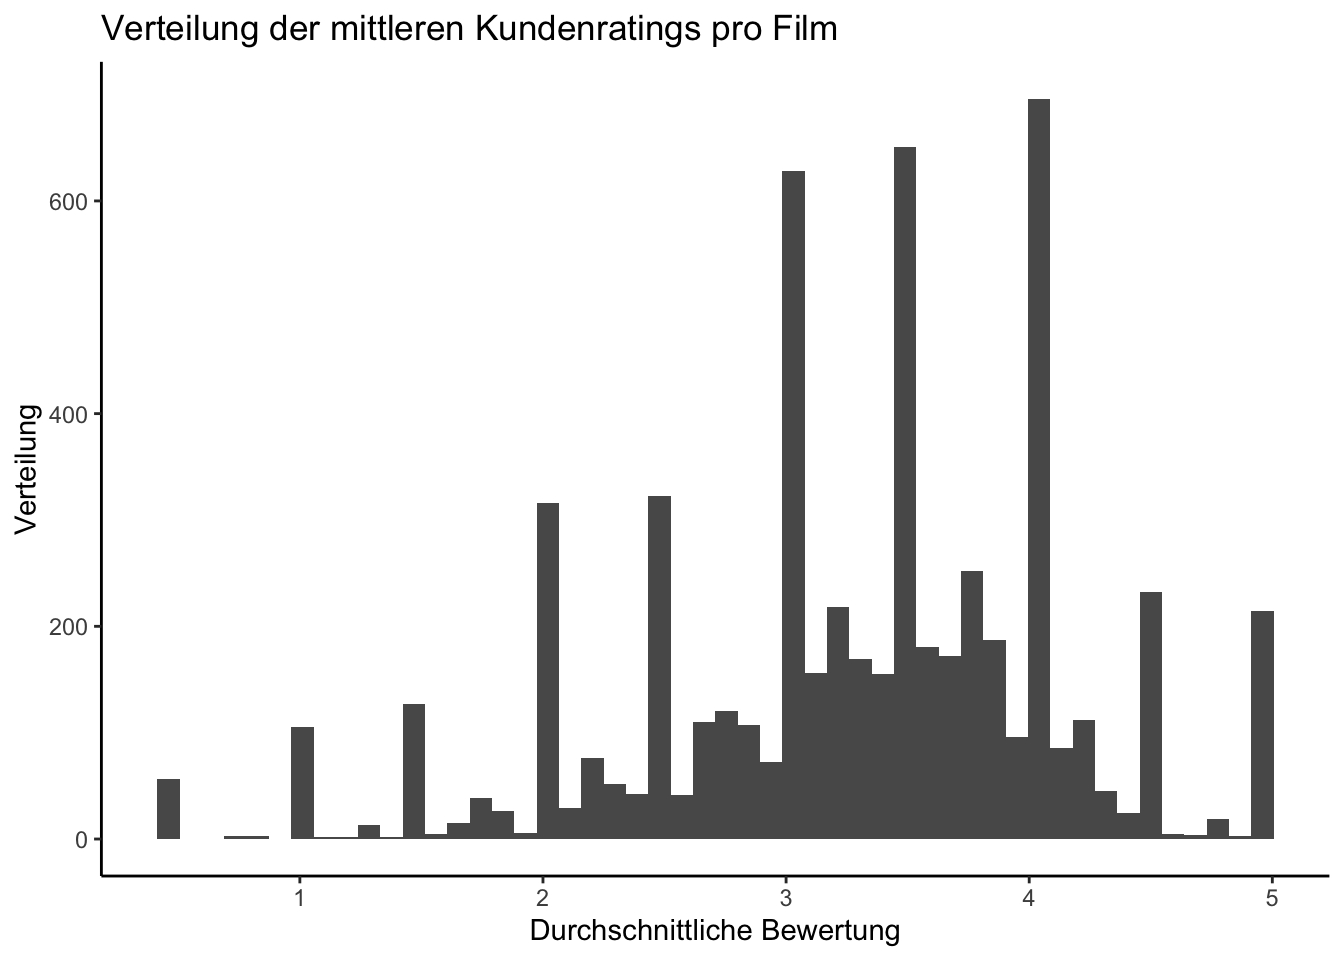 Verteilung der mittleren Kundenratings pro Film
Verteilung
600
400
200
0
1 2 3 4 5
Durchschnittliche Bewertung